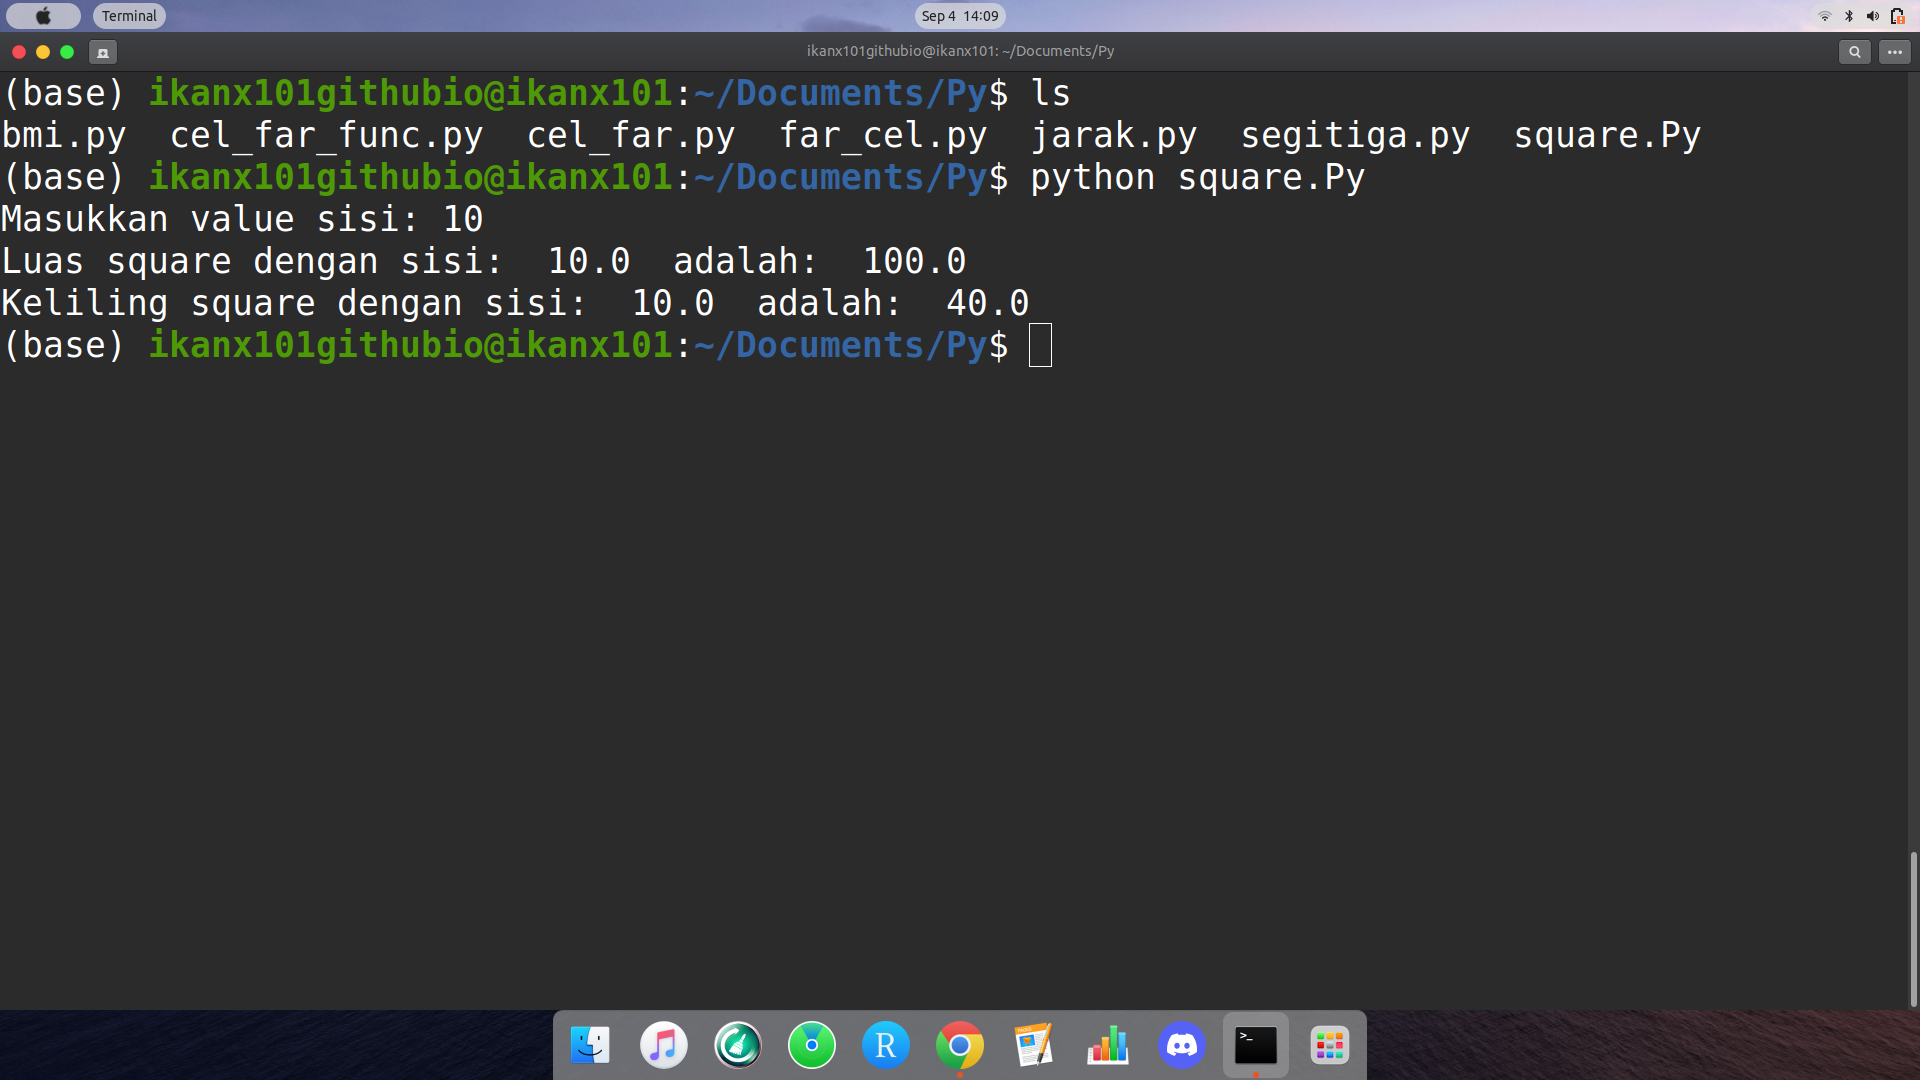 Terminal
Sep 4 14:09
ikanx101githubio@ikanx101: ~/Documents/Py
(base) ikanx101githubio@ikanx101:~/Documents/Py$ ls
bmi.py  cel_far_func.py  cel_far.py  far_cel.py  jarak.py  segitiga.py  square.Py
(base) ikanx101githubio@ikanx101:~/Documents/Py$ python square.Py
Masukkan value sisi: 10
Luas square dengan sisi:  10.0  adalah:  100.0
Keliling square dengan sisi:  10.0  adalah:  40.0
(base) ikanx101githubio@ikanx101:~/Documents/Py$
R
>_